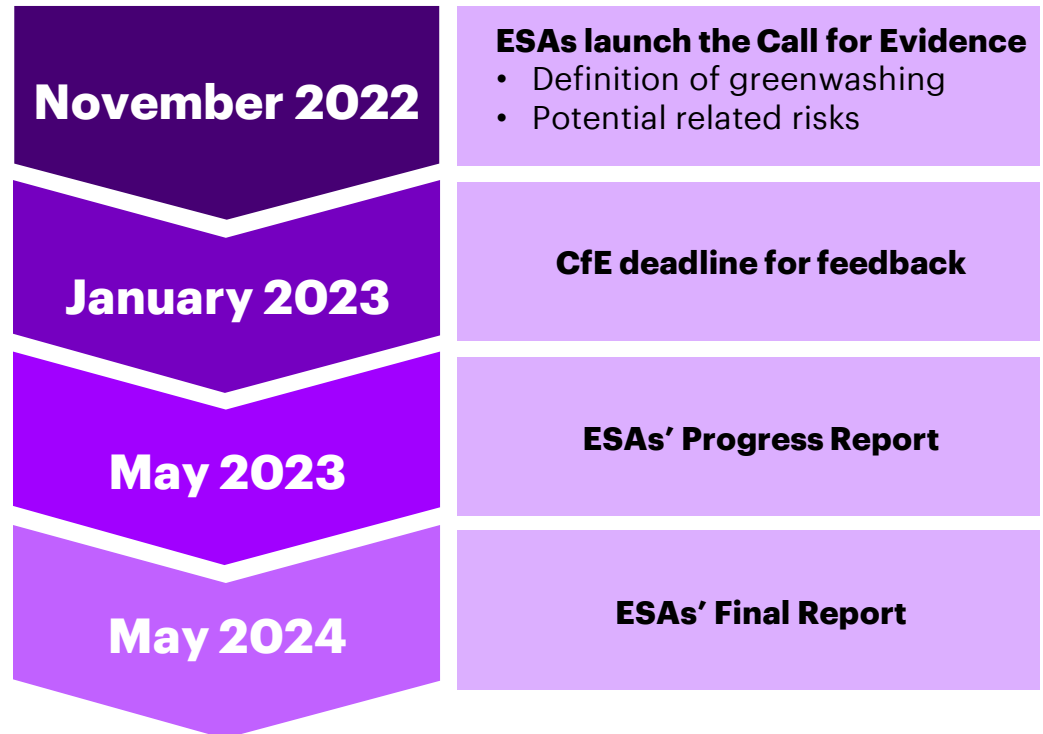 November 2022
ESAs launch the Call for Evidence
• Definition of greenwashing
• Potential related risks
January 2023
CfE deadline for feedback
May 2023
ESAs’ Progress Report
May 2024
ESAs’ Final Report